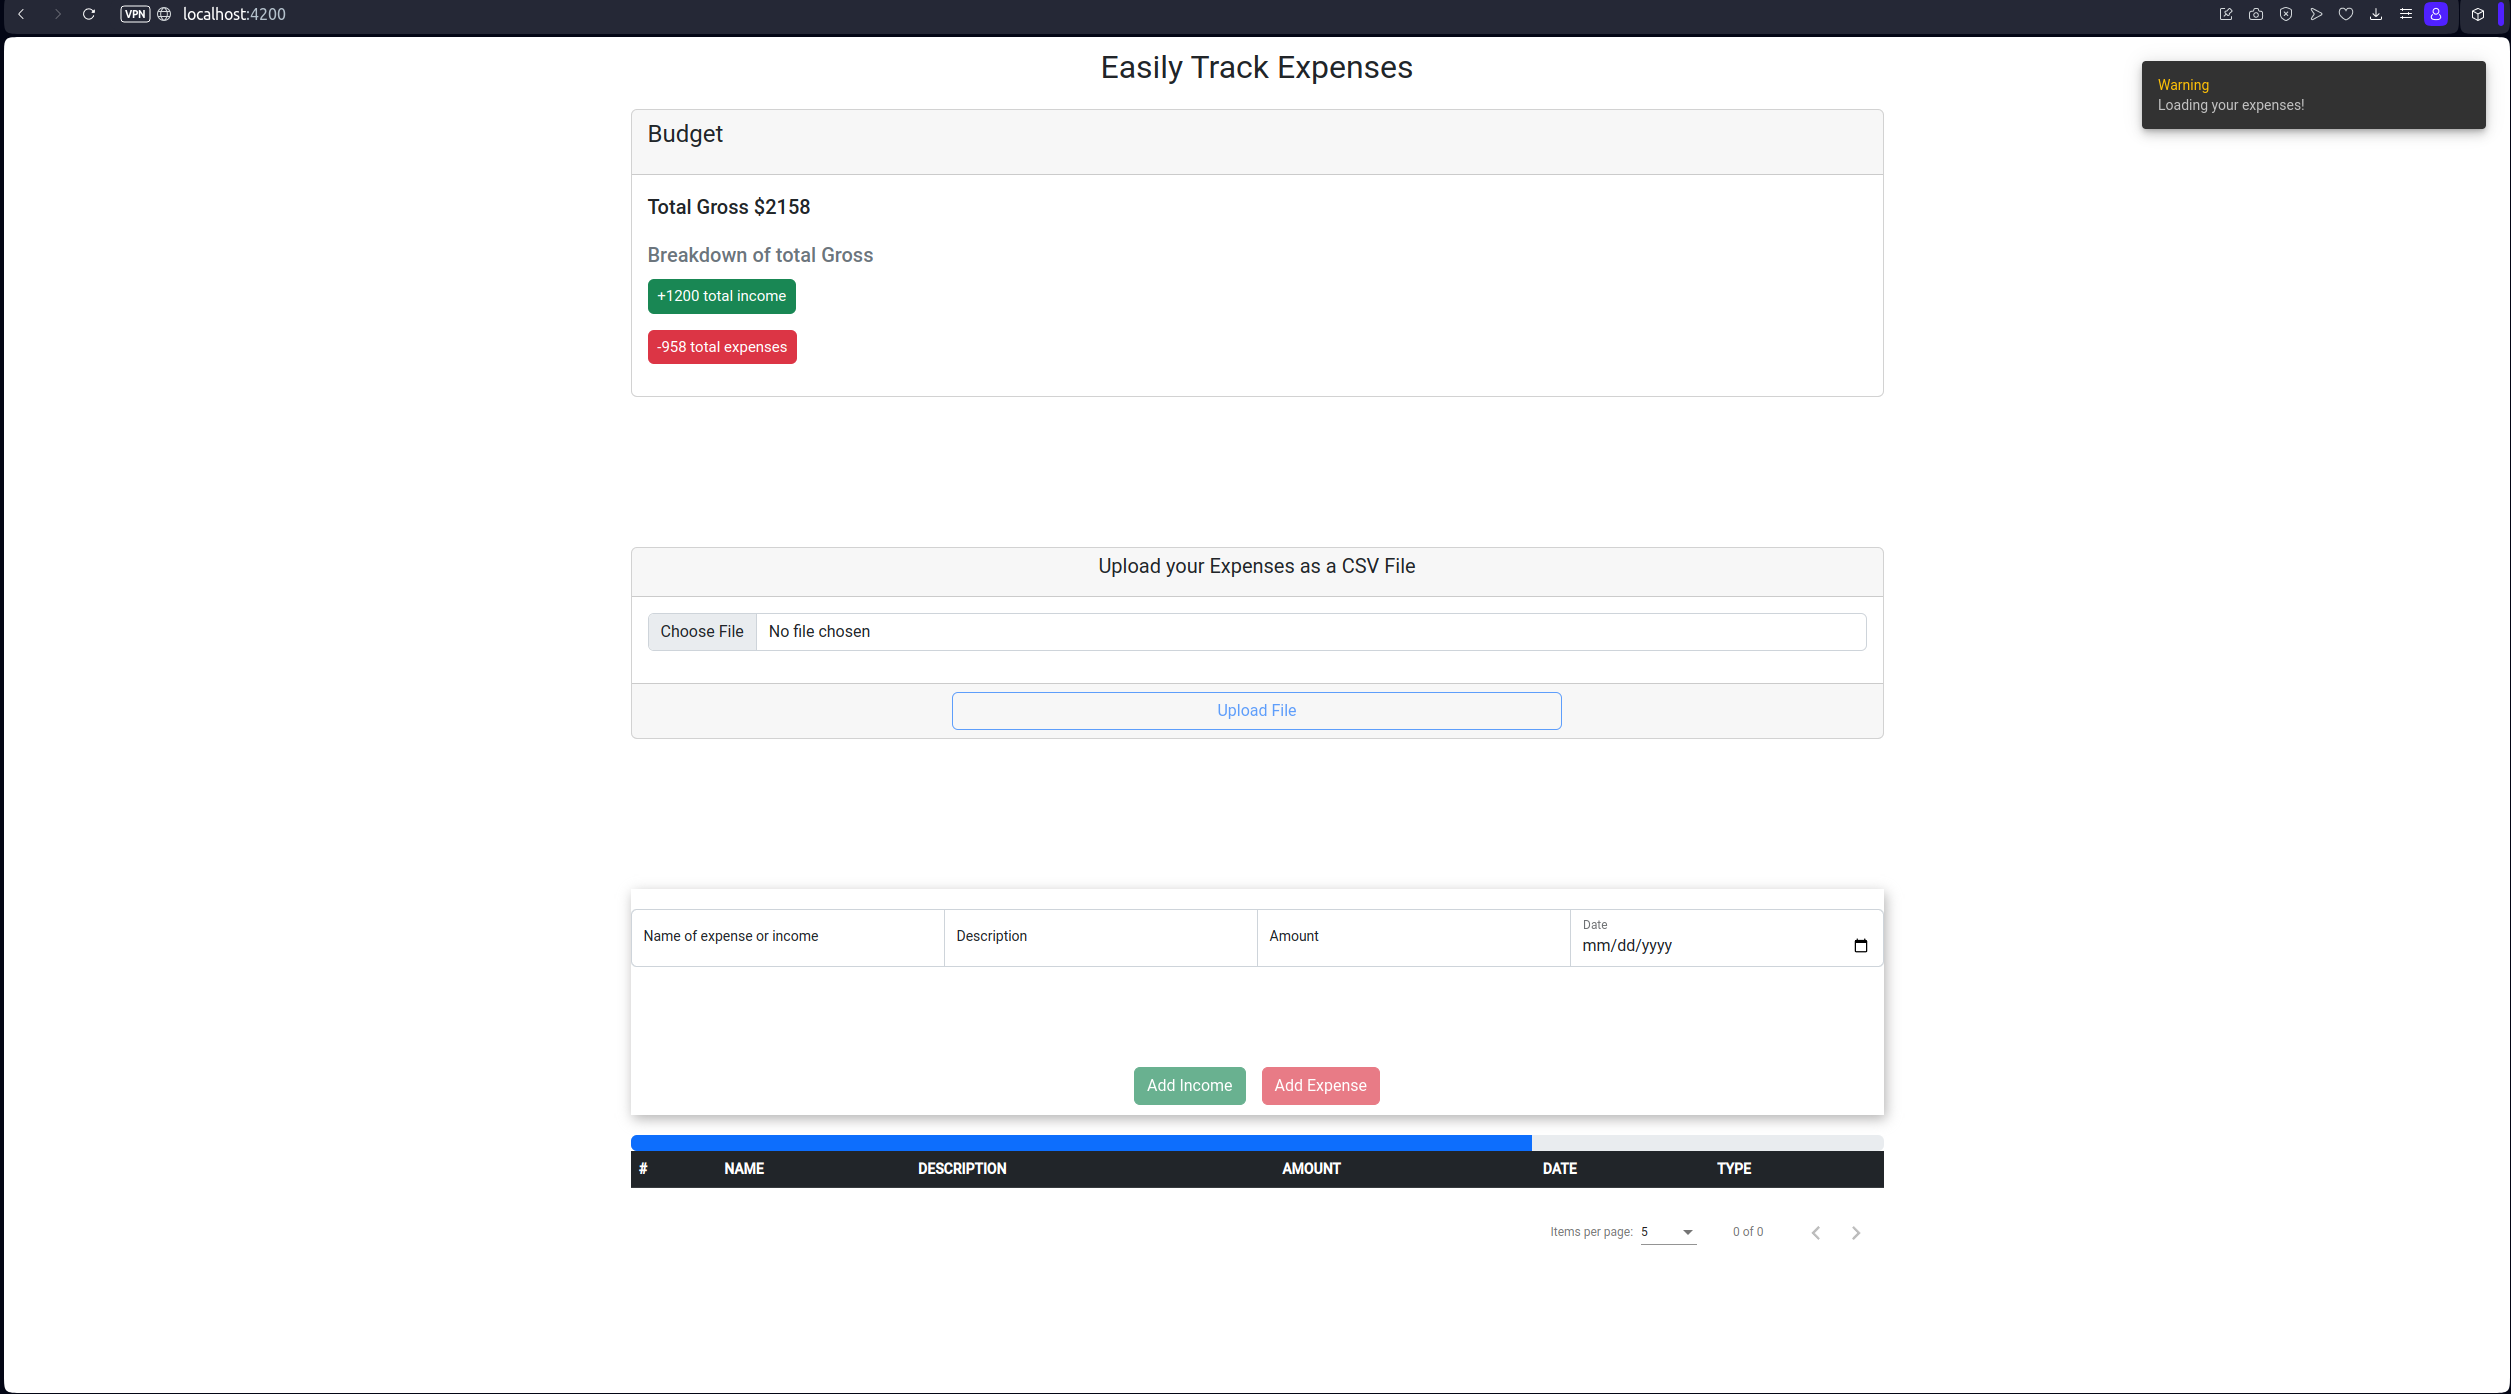 VPN localhost:4200
Easily Track Expenses
Warning
Loading your expenses!
Budget
Total Gross $2158
Breakdown of total Gross
+1200 total income
-958 total expenses
Upload your Expenses as a CSV File
Choose File No file chosen
Upload File
Name of expense or income Description Amount Date
mm/dd/yyyy
Add Income Add Expense
# NAME DESCRIPTION AMOUNT DATE TYPE
Items per page: 5 0 of 0